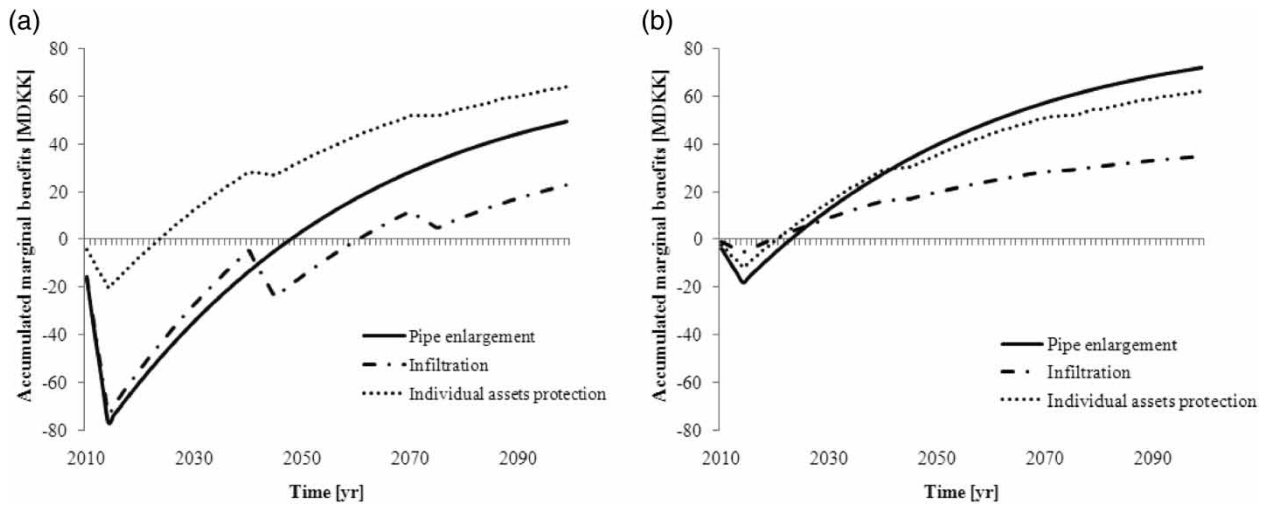 (a)
Accumulated marginal benefits [MDKK]
80
60
40
20
0
-20
-40
-60
-80
2010
2030
2050
2070
2090
Time [yr]
Pipe enlargement
Infiltration
Individual assets protection
(b)
Accumulated marginal benefits [MDKK]
80
60
40
20
0
-20
-40
-60
-80
2010
2030
2050
2070
2090
Time [yr]
Pipe enlargement
Infiltration
Individual assets protection